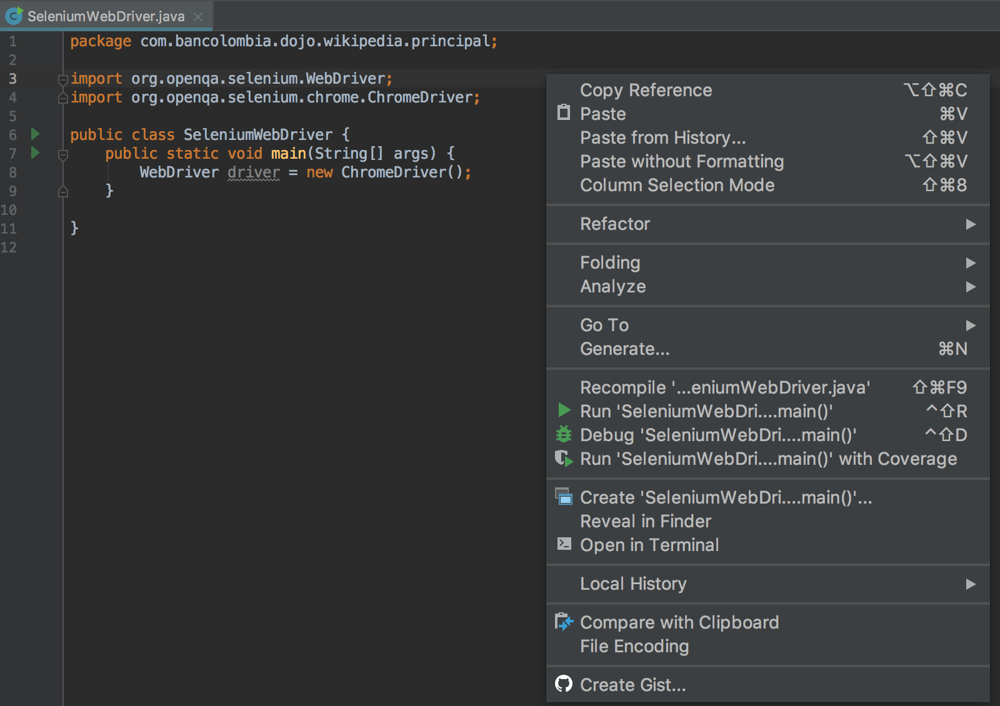 SeleniumWebDriver.java
1 package com.bancolombia.dojo.wikipedia.principal;
2
3 import org.openqa.selenium.WebDriver;
4 import org.openqa.selenium.chrome.ChromeDriver;
5
6 public class SeleniumWebDriver {
7 public static void main(String[] args) {
8 WebDriver driver = new ChromeDriver();
9 }
10
11 }
12
Copy Reference ⌥⇧⌘C
Paste ⌘V
Paste from History... ⇧⌘V
Paste without Formatting ⌥⇧⌘V
Column Selection Mode ⇧⌘8
Refactor
Folding
Analyze
Go To
Generate... ⌘N
Recompile '...eniumWebDriver.java' ⇧⌘F9
Run 'SeleniumWebDri....main()' ^⇧R
Debug 'SeleniumWebDri....main()' ^⇧D
Run 'SeleniumWebDri....main()' with Coverage
Create 'SeleniumWebDri....main()'...
Reveal in Finder
Open in Terminal
Local History
Compare with Clipboard
File Encoding
Create Gist...